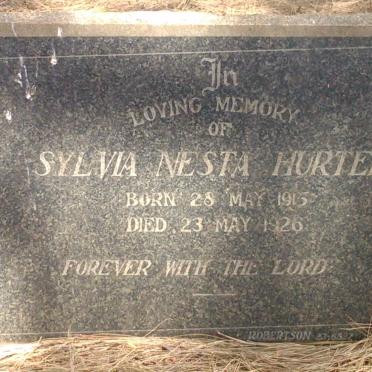 In
LOVING MEMORY
OF
SYLVIA NESTA HURTE
BORN 28 MAY 1915
DIED 23 MAY 1926
FOREVER WITH THE LORD
ROBERTSON